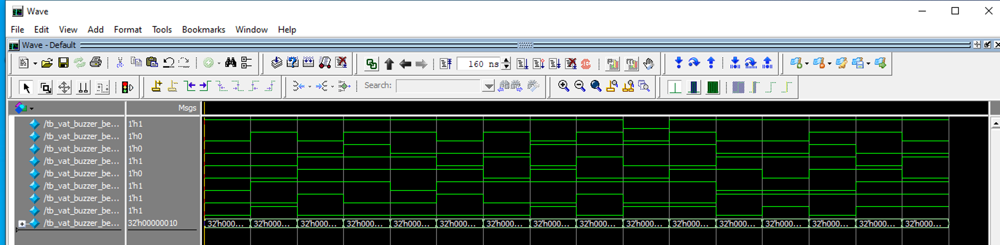 Wave
File Edit View Add Format Tools Bookmarks Window Help
Wave - Default
160 ns
Search:
Msgs
/tb_vat_buzzer_be... 1'h1
/tb_vat_buzzer_be... 1'h0
/tb_vat_buzzer_be... 1'h0
/tb_vat_buzzer_be... 1'h1
/tb_vat_buzzer_be... 1'h0
/tb_vat_buzzer_be... 1'h1
/tb_vat_buzzer_be... 1'h1
/tb_vat_buzzer_be... 1'h1
/tb_vat_buzzer_be... 32'h00000010 32'h000... 32'h000... 32'h000... 32'h000... 32'h000... 32'h000... 32'h000... 32'h000... 32'h000... 32'h000... 32'h000... 32'h000... 32'h000... 32'h000... 32'h000... 32'h000...